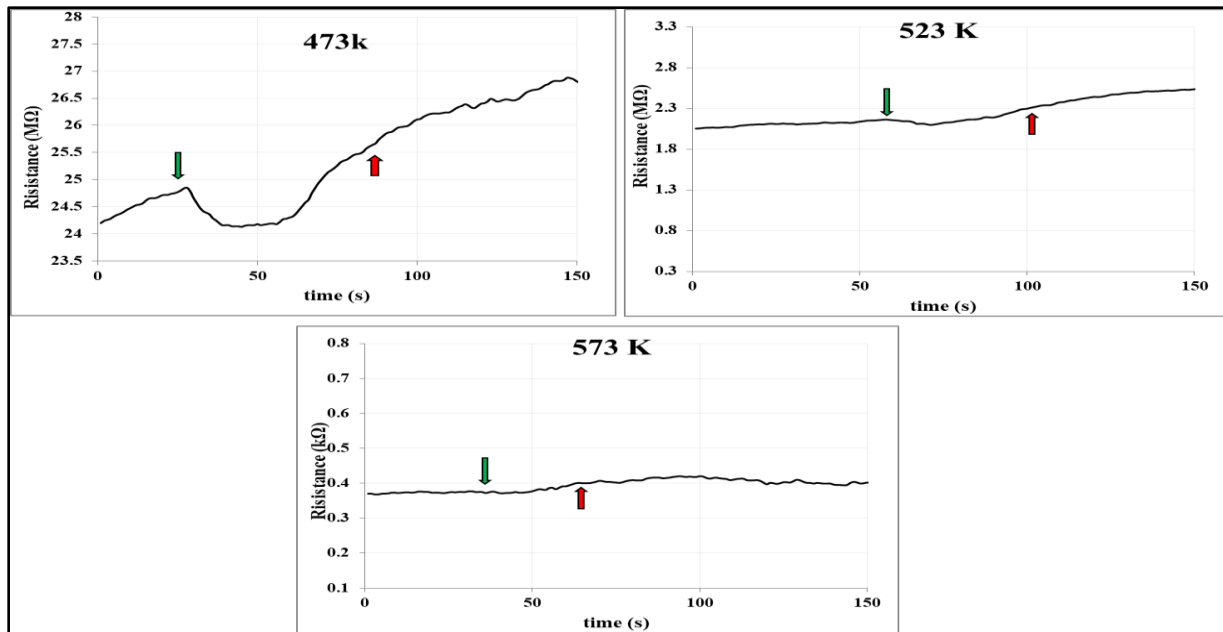 473k
Risistance (MΩ)
28
27.5
27
26.5
26
25.5
25
24.5
24
23.5
0 50 100 150
time (s)
523 K
Risistance (MΩ)
3.3
2.8
2.3
1.8
1.3
0.8
0.3
0 50 100 150
time (s)
573 K
Risistance (kΩ)
0.8
0.7
0.6
0.5
0.4
0.3
0.2
0.1
0 50 100 150
time (s)